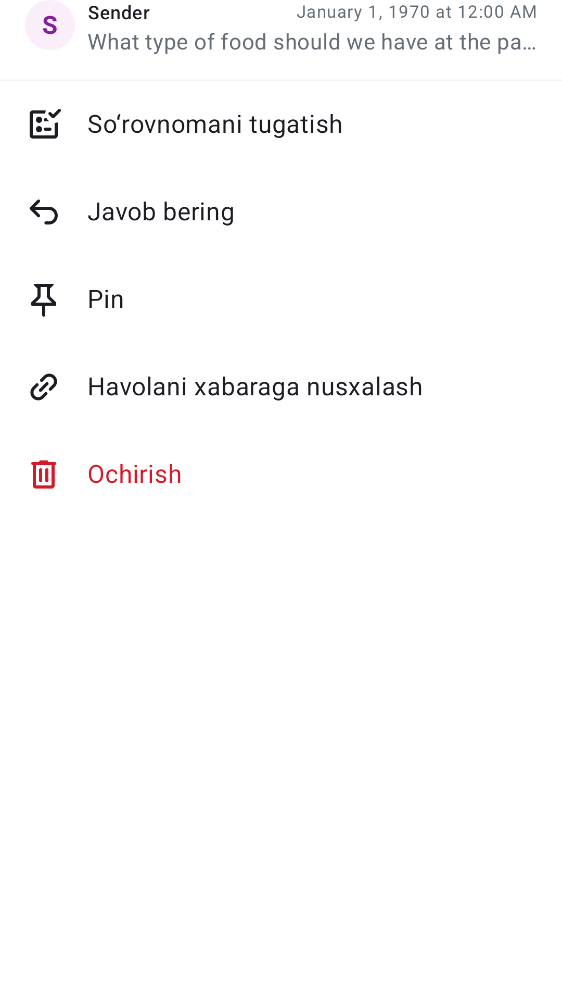 S
Sender
January 1, 1970 at 12:00 AM
What type of food should we have at the pa…
Soʻrovnomani tugatish
Javob bering
Pin
Havolani xabaraga nusxalash
Ochirish